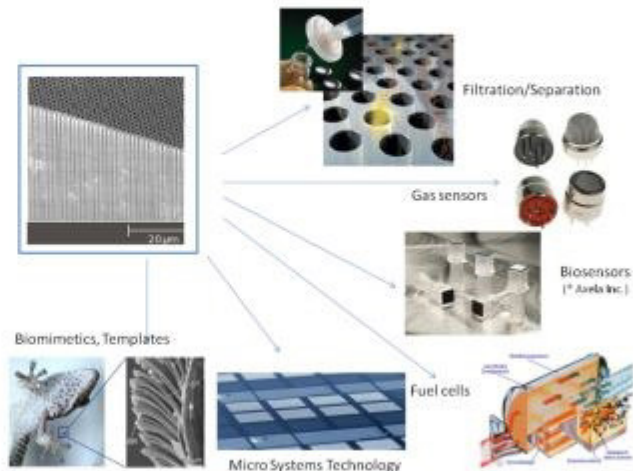 Filtration/Separation
20 µm
Gas sensors
Biosensors
(* Axela Inc.)
Biomimetics, Templates
Fuel cells
Micro Systems Technology